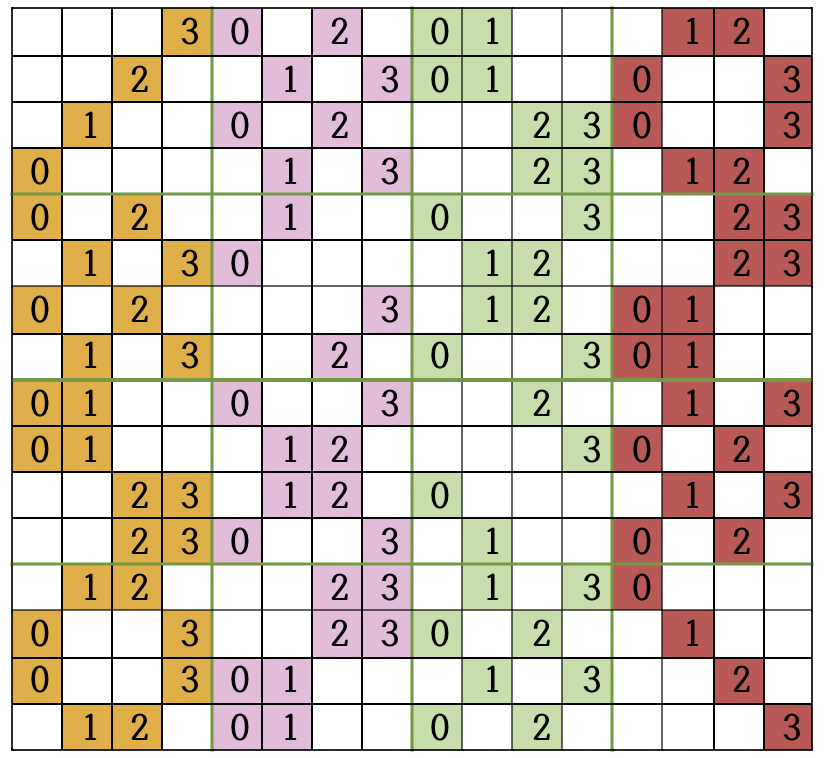 3 0 2 0 1 1 2
2 1 3 0 1 0 3
1 0 2 2 3 0 3
0 1 3 2 3 1 2
0 2 1 0 3 2 3
1 3 0 1 2 2 3
0 2 3 1 2 0 1
1 3 2 0 3 0 1
0 1 0 3 2 1 3
0 1 1 2 3 0 2
2 3 1 2 0 1 3
2 3 0 3 1 0 2
1 2 2 3 1 3 0
0 3 2 3 0 2 1
0 3 0 1 1 3 2
1 2 0 1 0 2 3